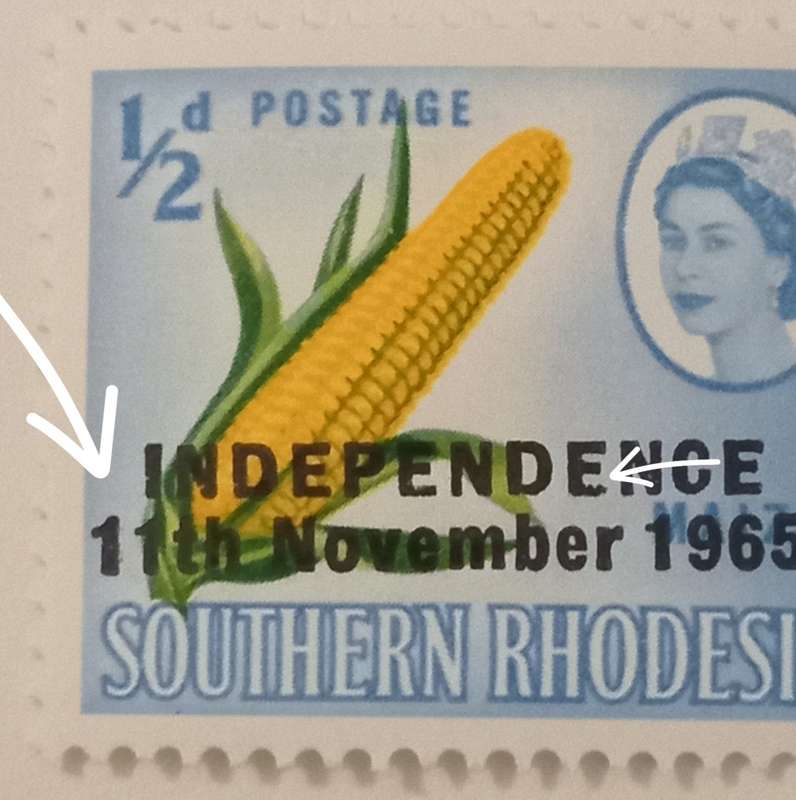 ½d POSTAGE
INDEPENDENCE
11th November 1965
SOUTHERN RHODESI